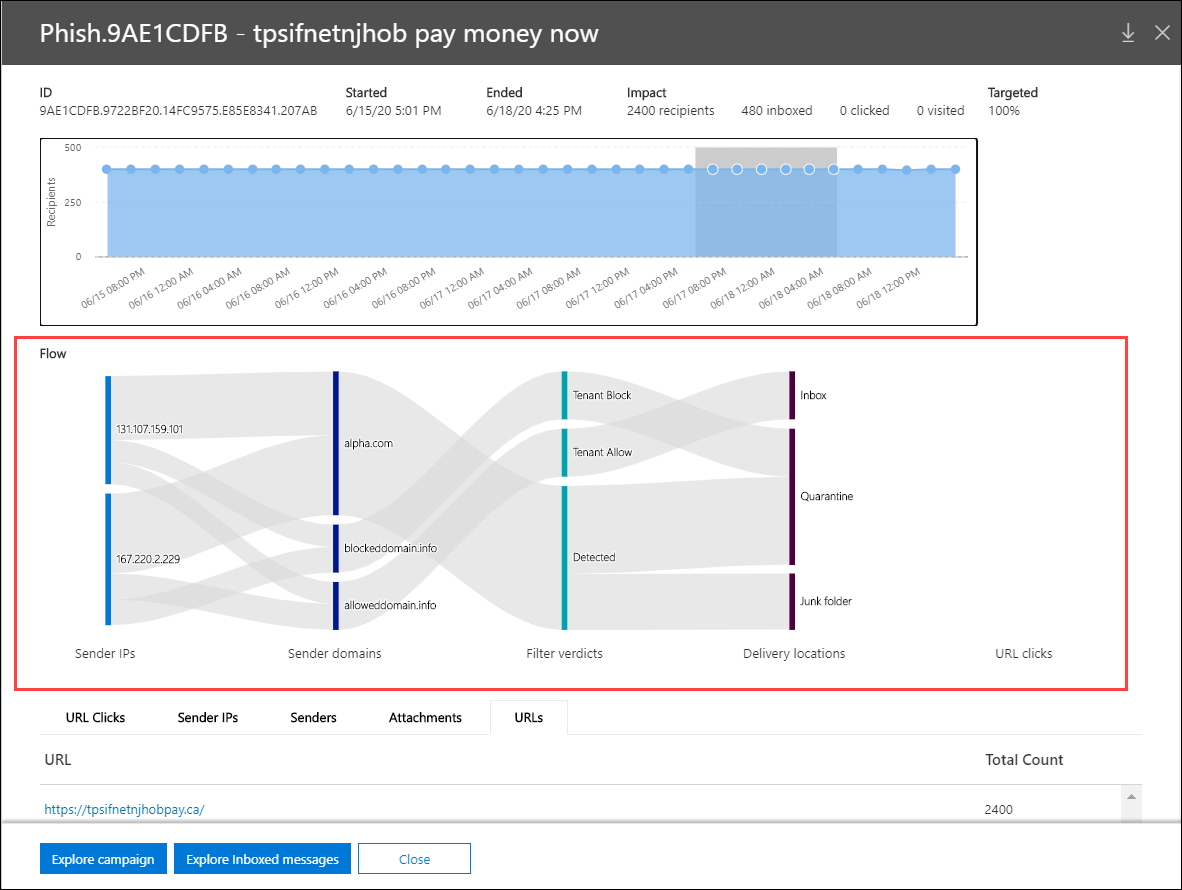 Phish.9AE1CDFB - tpsifnetnjhob pay money now
ID
9AE1CDFB.9722BF20.14FC9575.E85E8341.207AB
Started
6/15/20 5:01 PM
Ended
6/18/20 4:25 PM
Impact
2400 recipients 480 inboxed 0 clicked 0 visited
Targeted
100%
Recipients
500
250
0
06/15 08:00 PM
06/16 12:00 AM
06/16 04:00 AM
06/16 08:00 AM
06/16 12:00 PM
06/16 04:00 PM
06/16 08:00 PM
06/17 12:00 AM
06/17 04:00 AM
06/17 08:00 AM
06/17 12:00 PM
06/17 04:00 PM
06/17 08:00 PM
06/18 12:00 AM
06/18 04:00 AM
06/18 08:00 AM
06/18 12:00 PM
Flow
131.107.159.101
167.220.2.229
Sender IPs
alpha.com
blockeddomain.info
alloweddomain.info
Sender domains
Tenant Block
Tenant Allow
Detected
Filter verdicts
Inbox
Quarantine
Junk folder
Delivery locations
URL clicks
URL Clicks Sender IPs Senders Attachments URLs
URL Total Count
https://tpsifnetnjhobpay.ca/ 2400
Explore campaign Explore Inboxed messages Close